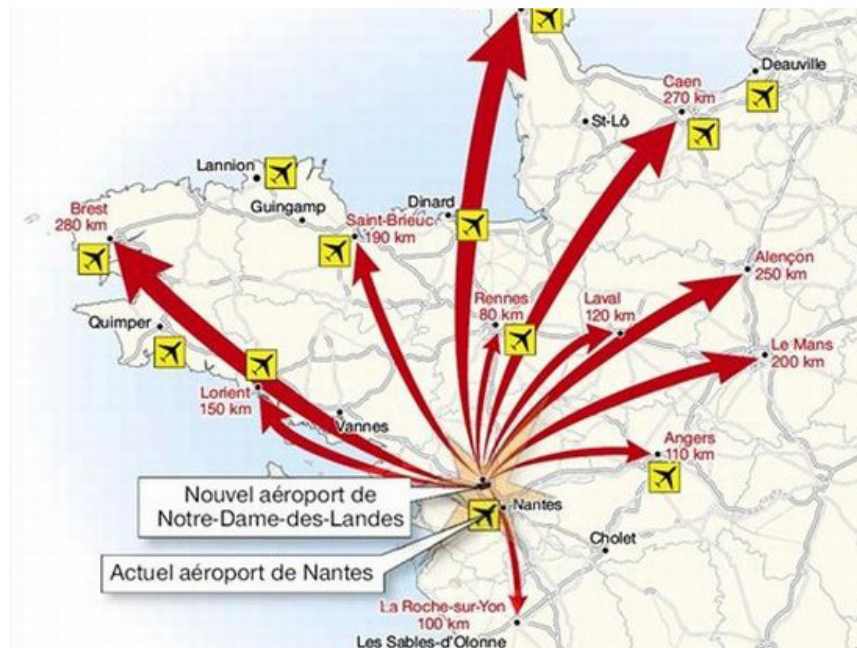 Deauville
Caen
270 km
St-Lô
Lannion
Guingamp
Dinard
Brest
280 km
Saint-Brieuc
190 km
Alençon
250 km
Rennes
80 km
Laval
120 km
Quimper
Le Mans
200 km
Lorient
150 km
Vannes
Angers
110 km
Nouvel aéroport de
Notre-Dame-des-Landes
Nantes
Cholet
Actuel aéroport de Nantes
La Roche-sur-Yon
100 km
Les Sables-d'Olonne